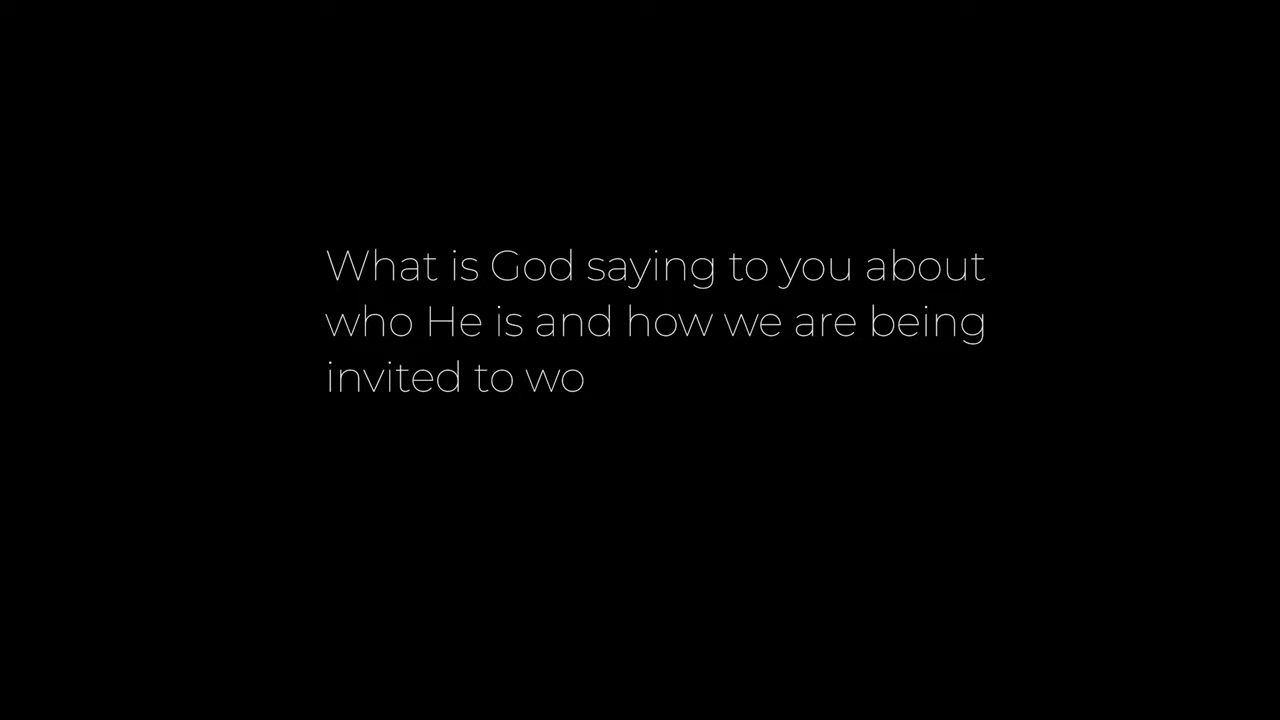 What is God saying to you about
who He is and how we are being
invited to wo